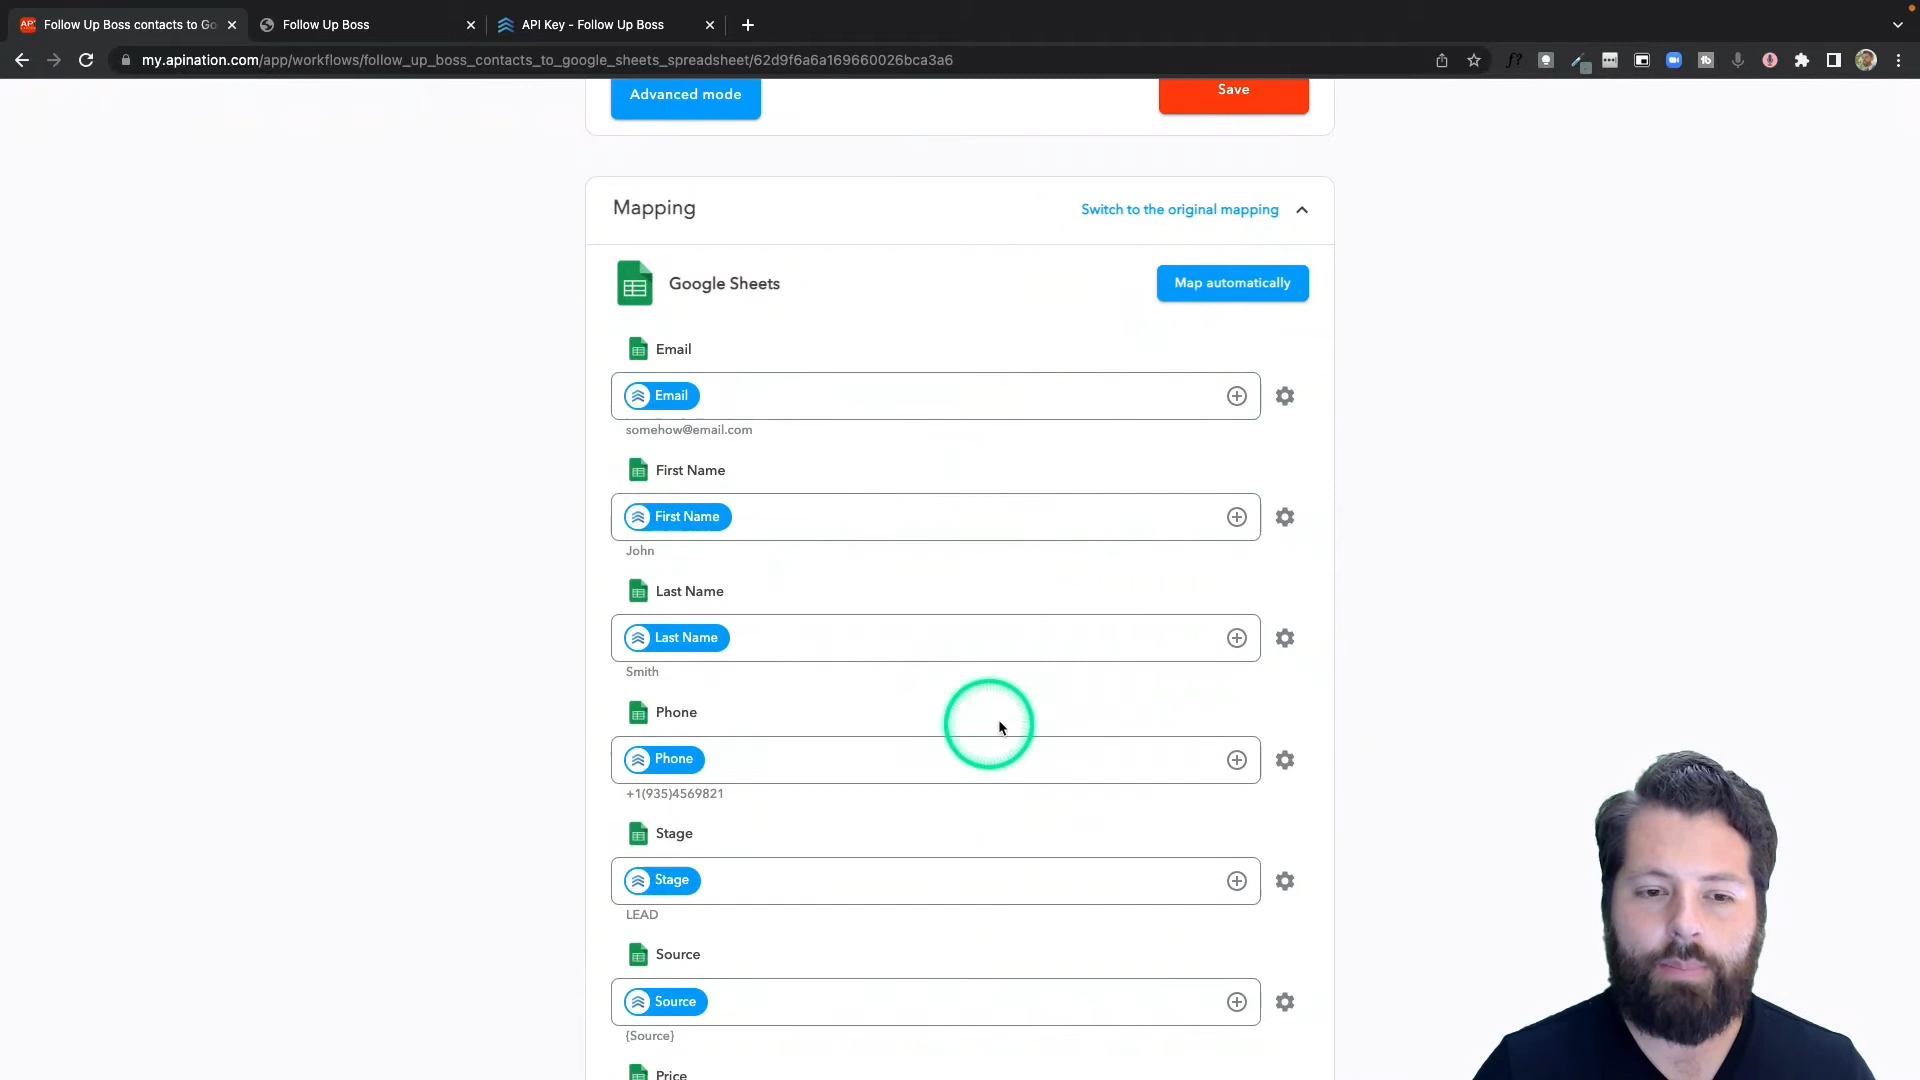 Follow Up Boss contacts to Go
Follow Up Boss
API Key - Follow Up Boss
my.apination.com/app/workflows/follow_up_boss_contacts_to_google_sheets_spreadsheet/62d9f6a6a169660026bca3a6
Advanced mode
Save
Mapping
Switch to the original mapping
Google Sheets
Map automatically
Email
Email
somehow@email.com
First Name
First Name
John
Last Name
Last Name
Smith
Phone
Phone
+1(935)4569821
Stage
Stage
LEAD
Source
Source
{Source}
Price